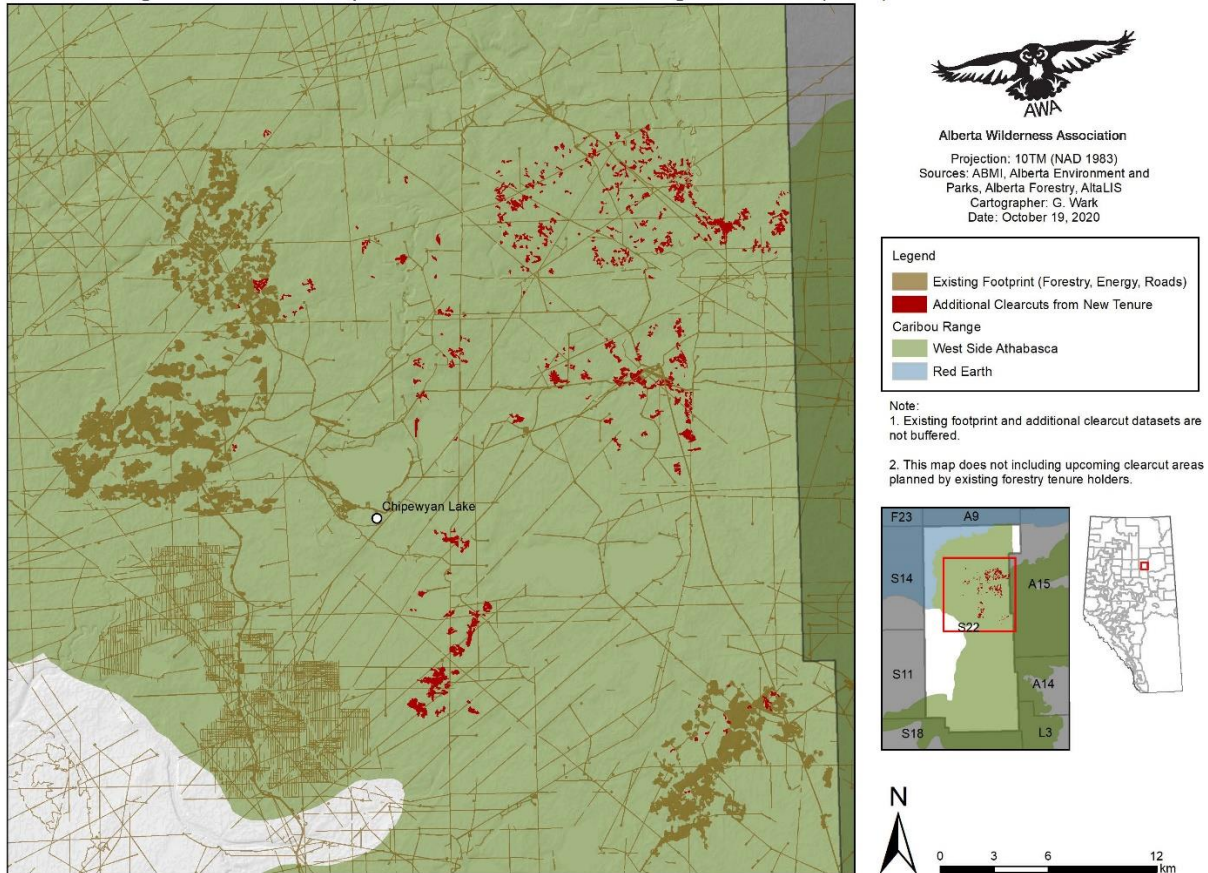 AWA
Alberta Wilderness Association
Projection: 10TM (NAD 1983)
Sources: ABMI, Alberta Environment and
Parks, Alberta Forestry, AltaLIS
Cartographer: G. Wark
Date: October 19, 2020
Legend
Existing Footprint (Forestry, Energy, Roads)
Additional Clearcuts from New Tenure
Caribou Range
West Side Athabasca
Red Earth
Note:
1. Existing footprint and additional clearcut datasets are
not buffered.
2. This map does not including upcoming clearcut areas
planned by existing forestry tenure holders.
Chipewyan Lake
F23 A9
S14
A15
S22
S11
A14
S18
L3
N
0 3 6 12
km